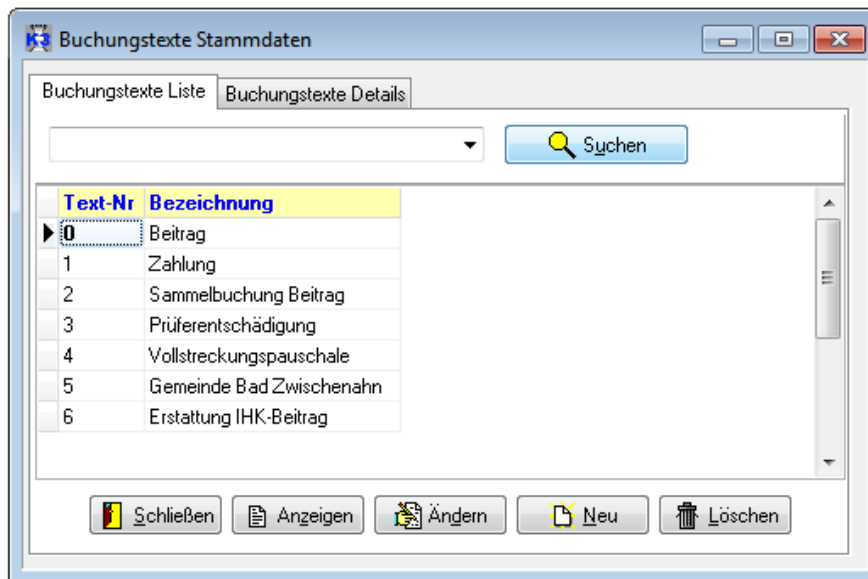 K3 Buchungstexte Stammdaten
Buchungstexte Liste Buchungstexte Details
Suchen
Text-Nr Bezeichnung
0 Beitrag
1 Zahlung
2 Sammelbuchung Beitrag
3 Prüferentschädigung
4 Vollstreckungspauschale
5 Gemeinde Bad Zwischenahn
6 Erstattung IHK-Beitrag
Schließen Anzeigen Ändern Neu Löschen